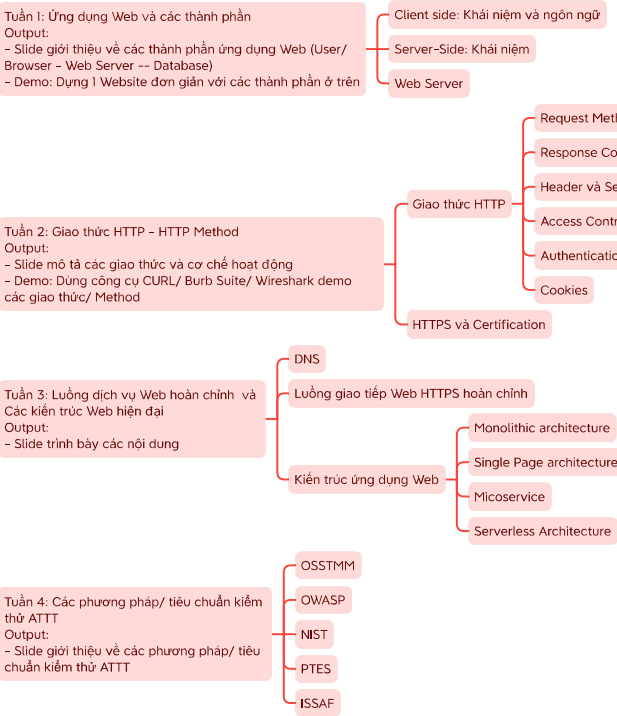 Tuần 1: Ứng dụng Web và các thành phần
Output:
- Slide giới thiệu về các thành phần ứng dụng Web (User/
Browser - Web Server -- Database)
- Demo: Dựng 1 Website đơn giản với các thành phần ở trên
Client side: Khái niệm và ngôn ngữ
Server-Side: Khái niệm
Web Server
Tuần 2: Giao thức HTTP - HTTP Method
Output:
- Slide mô tả các giao thức và cơ chế hoạt động
- Demo: Dùng công cụ CURL/ Burb Suite/ Wireshark demo
các giao thức/ Method
Giao thức HTTP
Request
Response
Header và
Access
Cookies
HTTPS và Certification
Tuần 3: Luồng dịch vụ Web hoàn chỉnh và
Các kiến trúc Web hiện đại
Output:
- Slide trình bày các nội dung
DNS
Luồng giao tiếp Web HTTPS hoàn chỉnh
Kiến trúc ứng dụng Web
Monolithic architecture
Single Page architecture
Micoservice
Serverless Architecture
Tuần 4: Các phương pháp/ tiêu chuẩn kiểm
thử ATTT
Output:
- Slide giới thiệu về các phương pháp/ tiêu
chuẩn kiểm thử ATTT
OSSTMM
OWASP
NIST
PTES
ISSAF